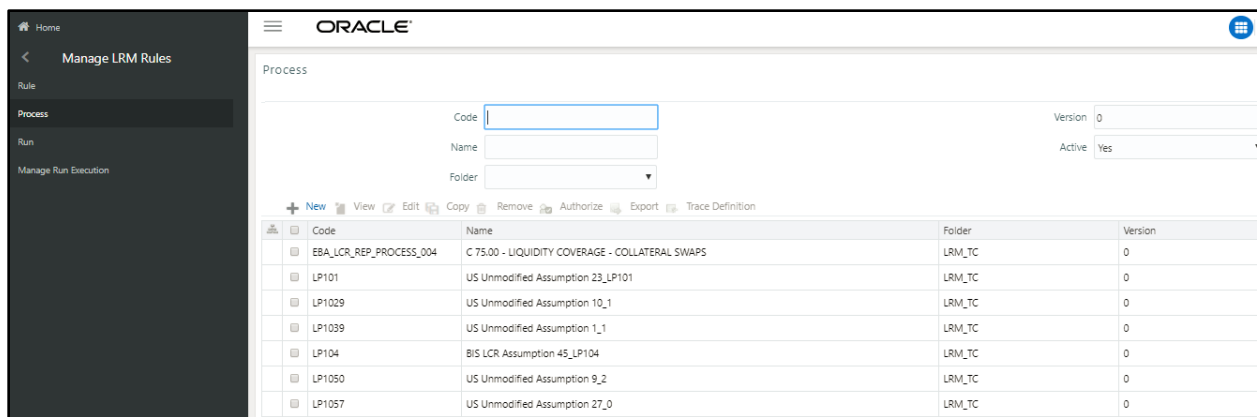 Home
ORACLE
Manage LRM Rules
Process
Rule
Process
Run
Manage Run Execution
Code
Version 0
Name
Active Yes
Folder
New View Edit Copy Remove Authorize Export Trace Definition
Code Name Folder Version
EBA_LCR_REP_PROCESS_004 C 75.00 - LIQUIDITY COVERAGE - COLLATERAL SWAPS LRM_TC 0
LP101 US Unmodified Assumption 23_LP101 LRM_TC 0
LP1029 US Unmodified Assumption 10_1 LRM_TC 0
LP1039 US Unmodified Assumption 1_1 LRM_TC 0
LP104 BIS LCR Assumption 45_LP104 LRM_TC 0
LP1050 US Unmodified Assumption 9_2 LRM_TC 0
LP1057 US Unmodified Assumption 27_0 LRM_TC 0